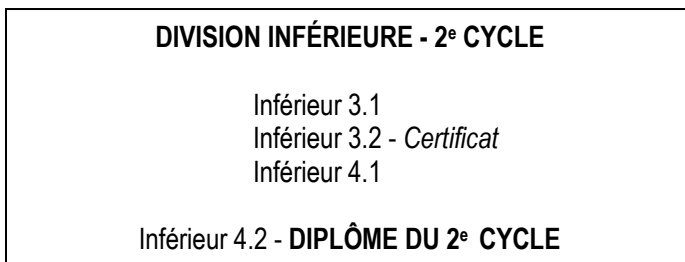 DIVISION INFÉRIEURE - 2e CYCLE
Inférieur 3.1
Inférieur 3.2 - Certificat
Inférieur 4.1
Inférieur 4.2 - DIPLÔME DU 2e CYCLE